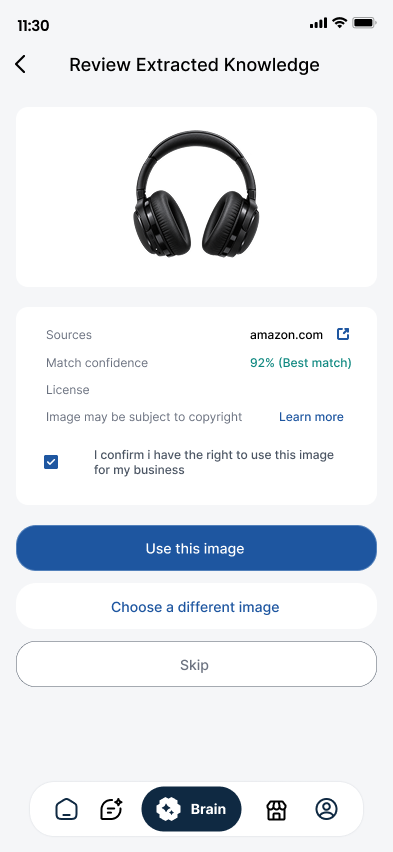 11:30
Review Extracted Knowledge
Sources amazon.com
Match confidence 92% (Best match)
License
Image may be subject to copyright Learn more
I confirm i have the right to use this image
for my business
Use this image
Choose a different image
Skip
Brain